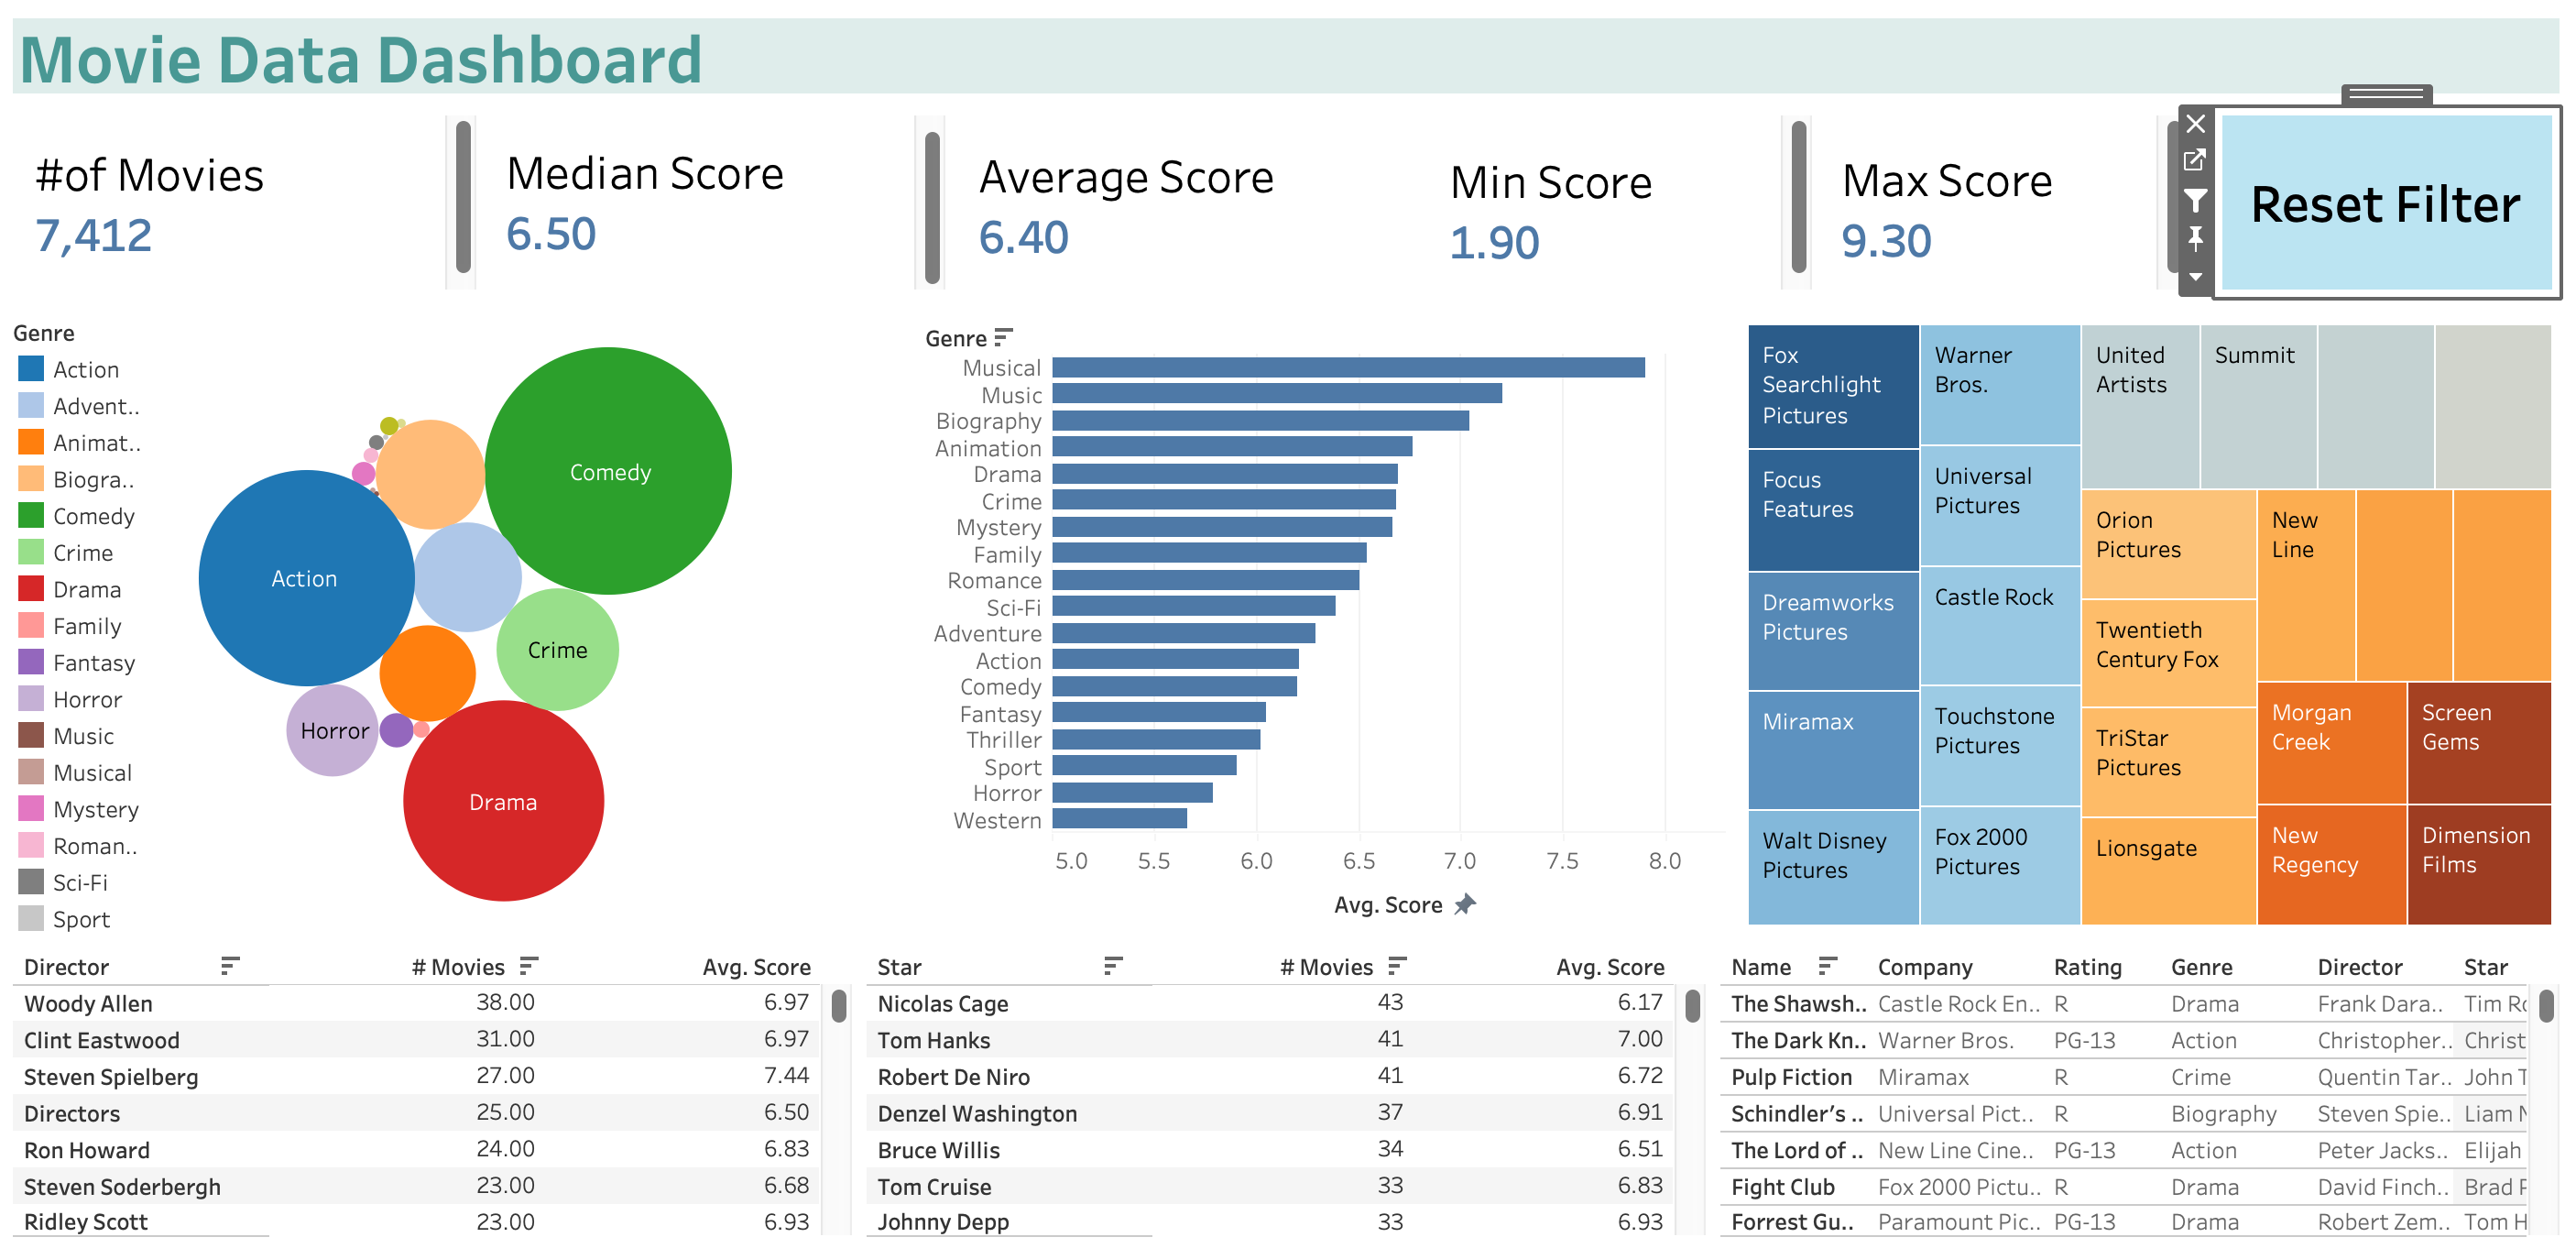 Movie Data Dashboard
#of Movies
7,412
Median Score
6.50
Average Score
6.40
Min Score
1.90
Max Score
9.30
Reset Filter
Genre
Action
Advent..
Animat..
Biogra..
Comedy
Crime
Drama
Family
Fantasy
Horror
Music
Musical
Mystery
Roman..
Sci-Fi
Sport
Comedy
Action
Crime
Horror
Drama
Genre
Musical
Music
Biography
Animation
Drama
Crime
Mystery
Family
Romance
Sci-Fi
Adventure
Action
Comedy
Fantasy
Thriller
Sport
Horror
Western
5.0 5.5 6.0 6.5 7.0 7.5 8.0
Avg. Score
Fox
Searchlight
Pictures
Focus
Features
Dreamworks
Pictures
Miramax
Walt Disney
Pictures
Warner
Bros.
Universal
Pictures
Castle Rock
Touchstone
Pictures
Fox 2000
Pictures
United
Artists
Summit
Orion
Pictures
Twentieth
Century Fox
TriStar
Pictures
Lionsgate
New
Line
Morgan
Creek
New
Regency
Screen
Gems
Dimension
Films
Director # Movies Avg. Score
Woody Allen 38.00 6.97
Clint Eastwood 31.00 6.97
Steven Spielberg 27.00 7.44
Directors 25.00 6.50
Ron Howard 24.00 6.83
Steven Soderbergh 23.00 6.68
Ridley Scott 23.00 6.93
Star # Movies Avg. Score
Nicolas Cage 43 6.17
Tom Hanks 41 7.00
Robert De Niro 41 6.72
Denzel Washington 37 6.91
Bruce Willis 34 6.51
Tom Cruise 33 6.83
Johnny Depp 33 6.93
Name Company Rating Genre Director Star
The Shawsh.. Castle Rock En.. R Drama Frank Dara.. Tim Ro
The Dark Kn.. Warner Bros. PG-13 Action Christopher.. Christ
Pulp Fiction Miramax R Crime Quentin Tar.. John T
Schindler’s .. Universal Pict.. R Biography Steven Spie.. Liam N
The Lord of .. New Line Cine.. PG-13 Action Peter Jacks.. Elijah
Fight Club Fox 2000 Pictu.. R Drama David Finch.. Brad P
Forrest Gu.. Paramount Pic.. PG-13 Drama Robert Zem.. Tom H